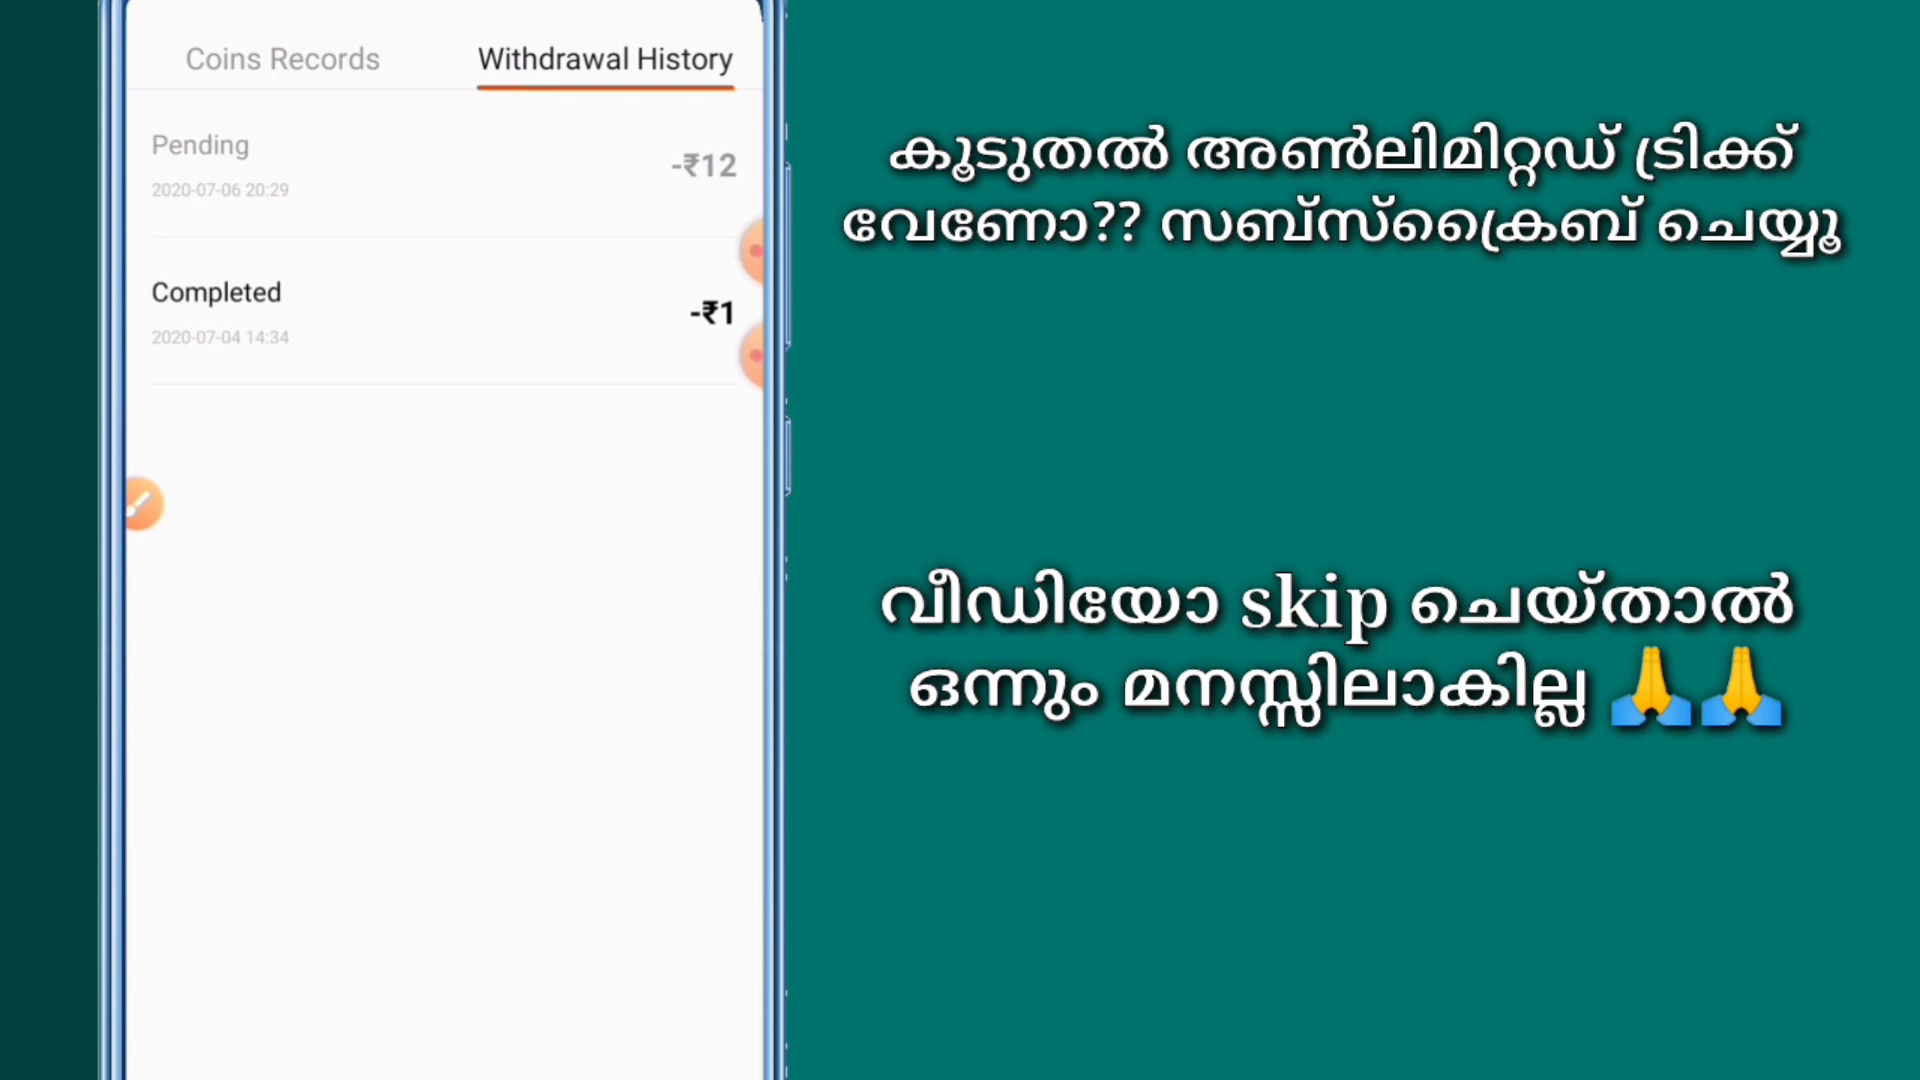 Coins Records
Withdrawal History
Pending
-₹12
2020-07-06 20:29
Completed
-₹1
2020-07-04 14:34
കൂടുതൽ അൺലിമിറ്റഡ് ട്രിക്ക്
വേണോ?? സബ്സ്ക്രൈബ് ചെയ്യൂ
വീഡിയോ skip ചെയ്താൽ
ഒന്നും മനസ്സിലാകില്ല 🙏🙏